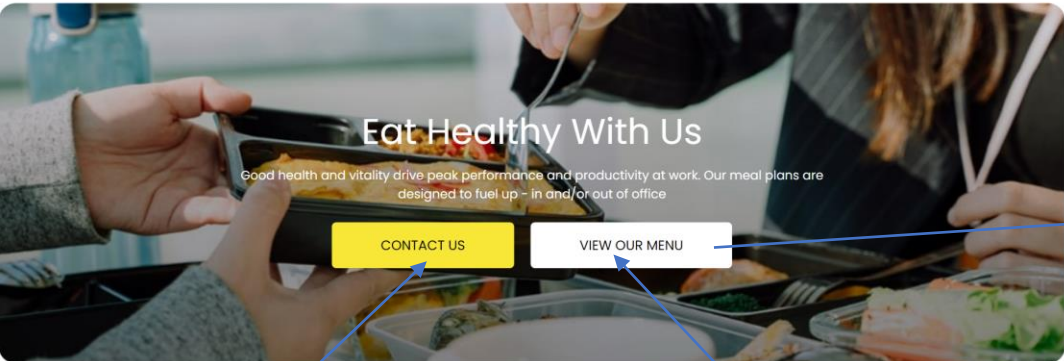 Eat Healthy With Us
Good health and vitality drive peak performance and productivity at work. Our meal plans are
designed to fuel up - in and/or out of office
CONTACT US
VIEW OUR MENU